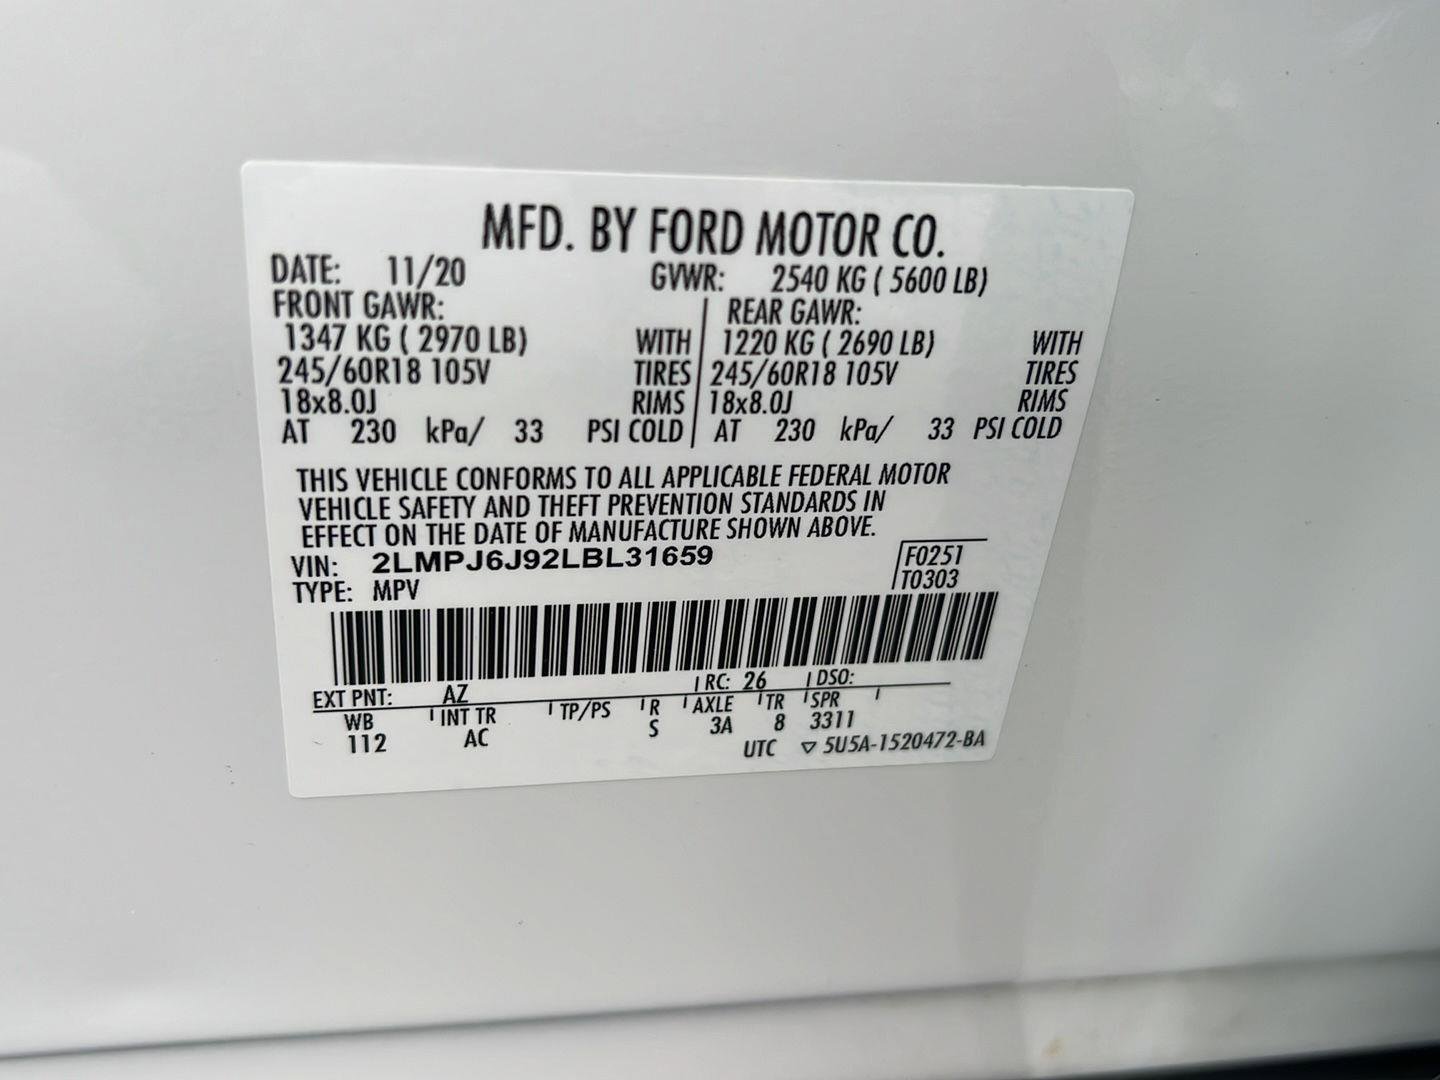 MFD. BY FORD MOTOR CO.
DATE: 11/20 GVWR: 2540 KG ( 5600 LB)
FRONT GAWR: REAR GAWR:
1347 KG ( 2970 LB) WITH 1220 KG ( 2690 LB) WITH
245/60R18 105V TIRES 245/60R18 105V TIRES
18x8.0J RIMS 18x8.0J RIMS
AT 230 kPa/ 33 PSI COLD AT 230 kPa/ 33 PSI COLD
THIS VEHICLE CONFORMS TO ALL APPLICABLE FEDERAL MOTOR
VEHICLE SAFETY AND THEFT PREVENTION STANDARDS IN
EFFECT ON THE DATE OF MANUFACTURE SHOWN ABOVE.
VIN: 2LMPJ6J92LBL31659 F0251
TYPE: MPV T0303
EXT PNT: AZ RC: 26 DSO:
WB INT TR TP/PS R AXLE TR SPR
112 AC S 3A 8 3311
UTC ▽ 5U5A-1520472-BA